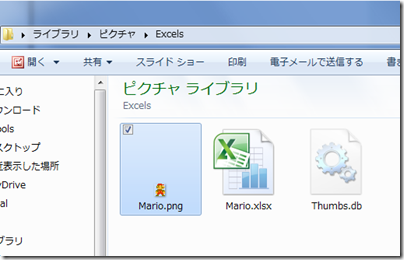 ライブラリ ▸ ピクチャ ▸ Excels
開く 共有 スライド ショー 印刷 電子メールで送信する 書き
に入り
ウンロード
ools
スクトップ
近表示した場所
yDrive
al
ブラリ
ピクチャ ライブラリ
Excels
Mario.png Mario.xlsx Thumbs.db